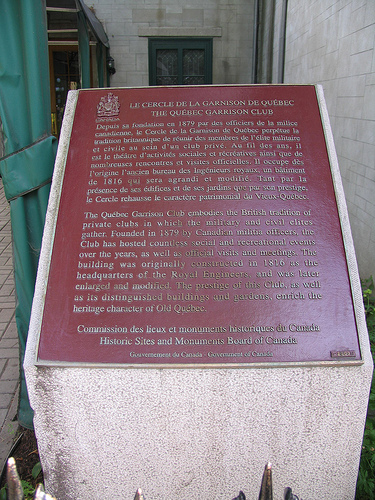 CANADA
LE CERCLE DE LA GARNISON DE QUÉBEC
THE QUÉBEC GARRISON CLUB
Depuis sa fondation en 1879 par des officiers de la milice
canadienne, le Cercle de la Garnison de Québec perpétue la
tradition britannique de réunir des membres de l'élite militaire
et civile au sein d'un club privé. Au fil des ans, il
est le théâtre d'activités sociales et récréatives ainsi que de
nombreuses rencontres et visites officielles. Il occupe dès
l'origine l'ancien bureau des Ingénieurs royaux, un bâtiment
de 1816 qui sera agrandi et modifié. Tant par la
présence de ses édifices et de ses jardins que par son prestige,
le Cercle rehausse le caractère patrimonial du Vieux-Québec.
The Québec Garrison Club embodies the British tradition of
private clubs in which the military and civil elites
gather. Founded in 1879 by Canadian militia officers, the
Club has hosted countless social and recreational events
over the years, as well as official visits and meetings. The
building was originally constructed in 1816 as the
headquarters of the Royal Engineers, and was later
enlarged and modified. The prestige of this Club, as well
as its distinguished buildings and gardens, enrich the
heritage character of Old Québec.
Commission des lieux et monuments historiques du Canada
Historic Sites and Monuments Board of Canada
Gouvernement du Canada - Government of Canada